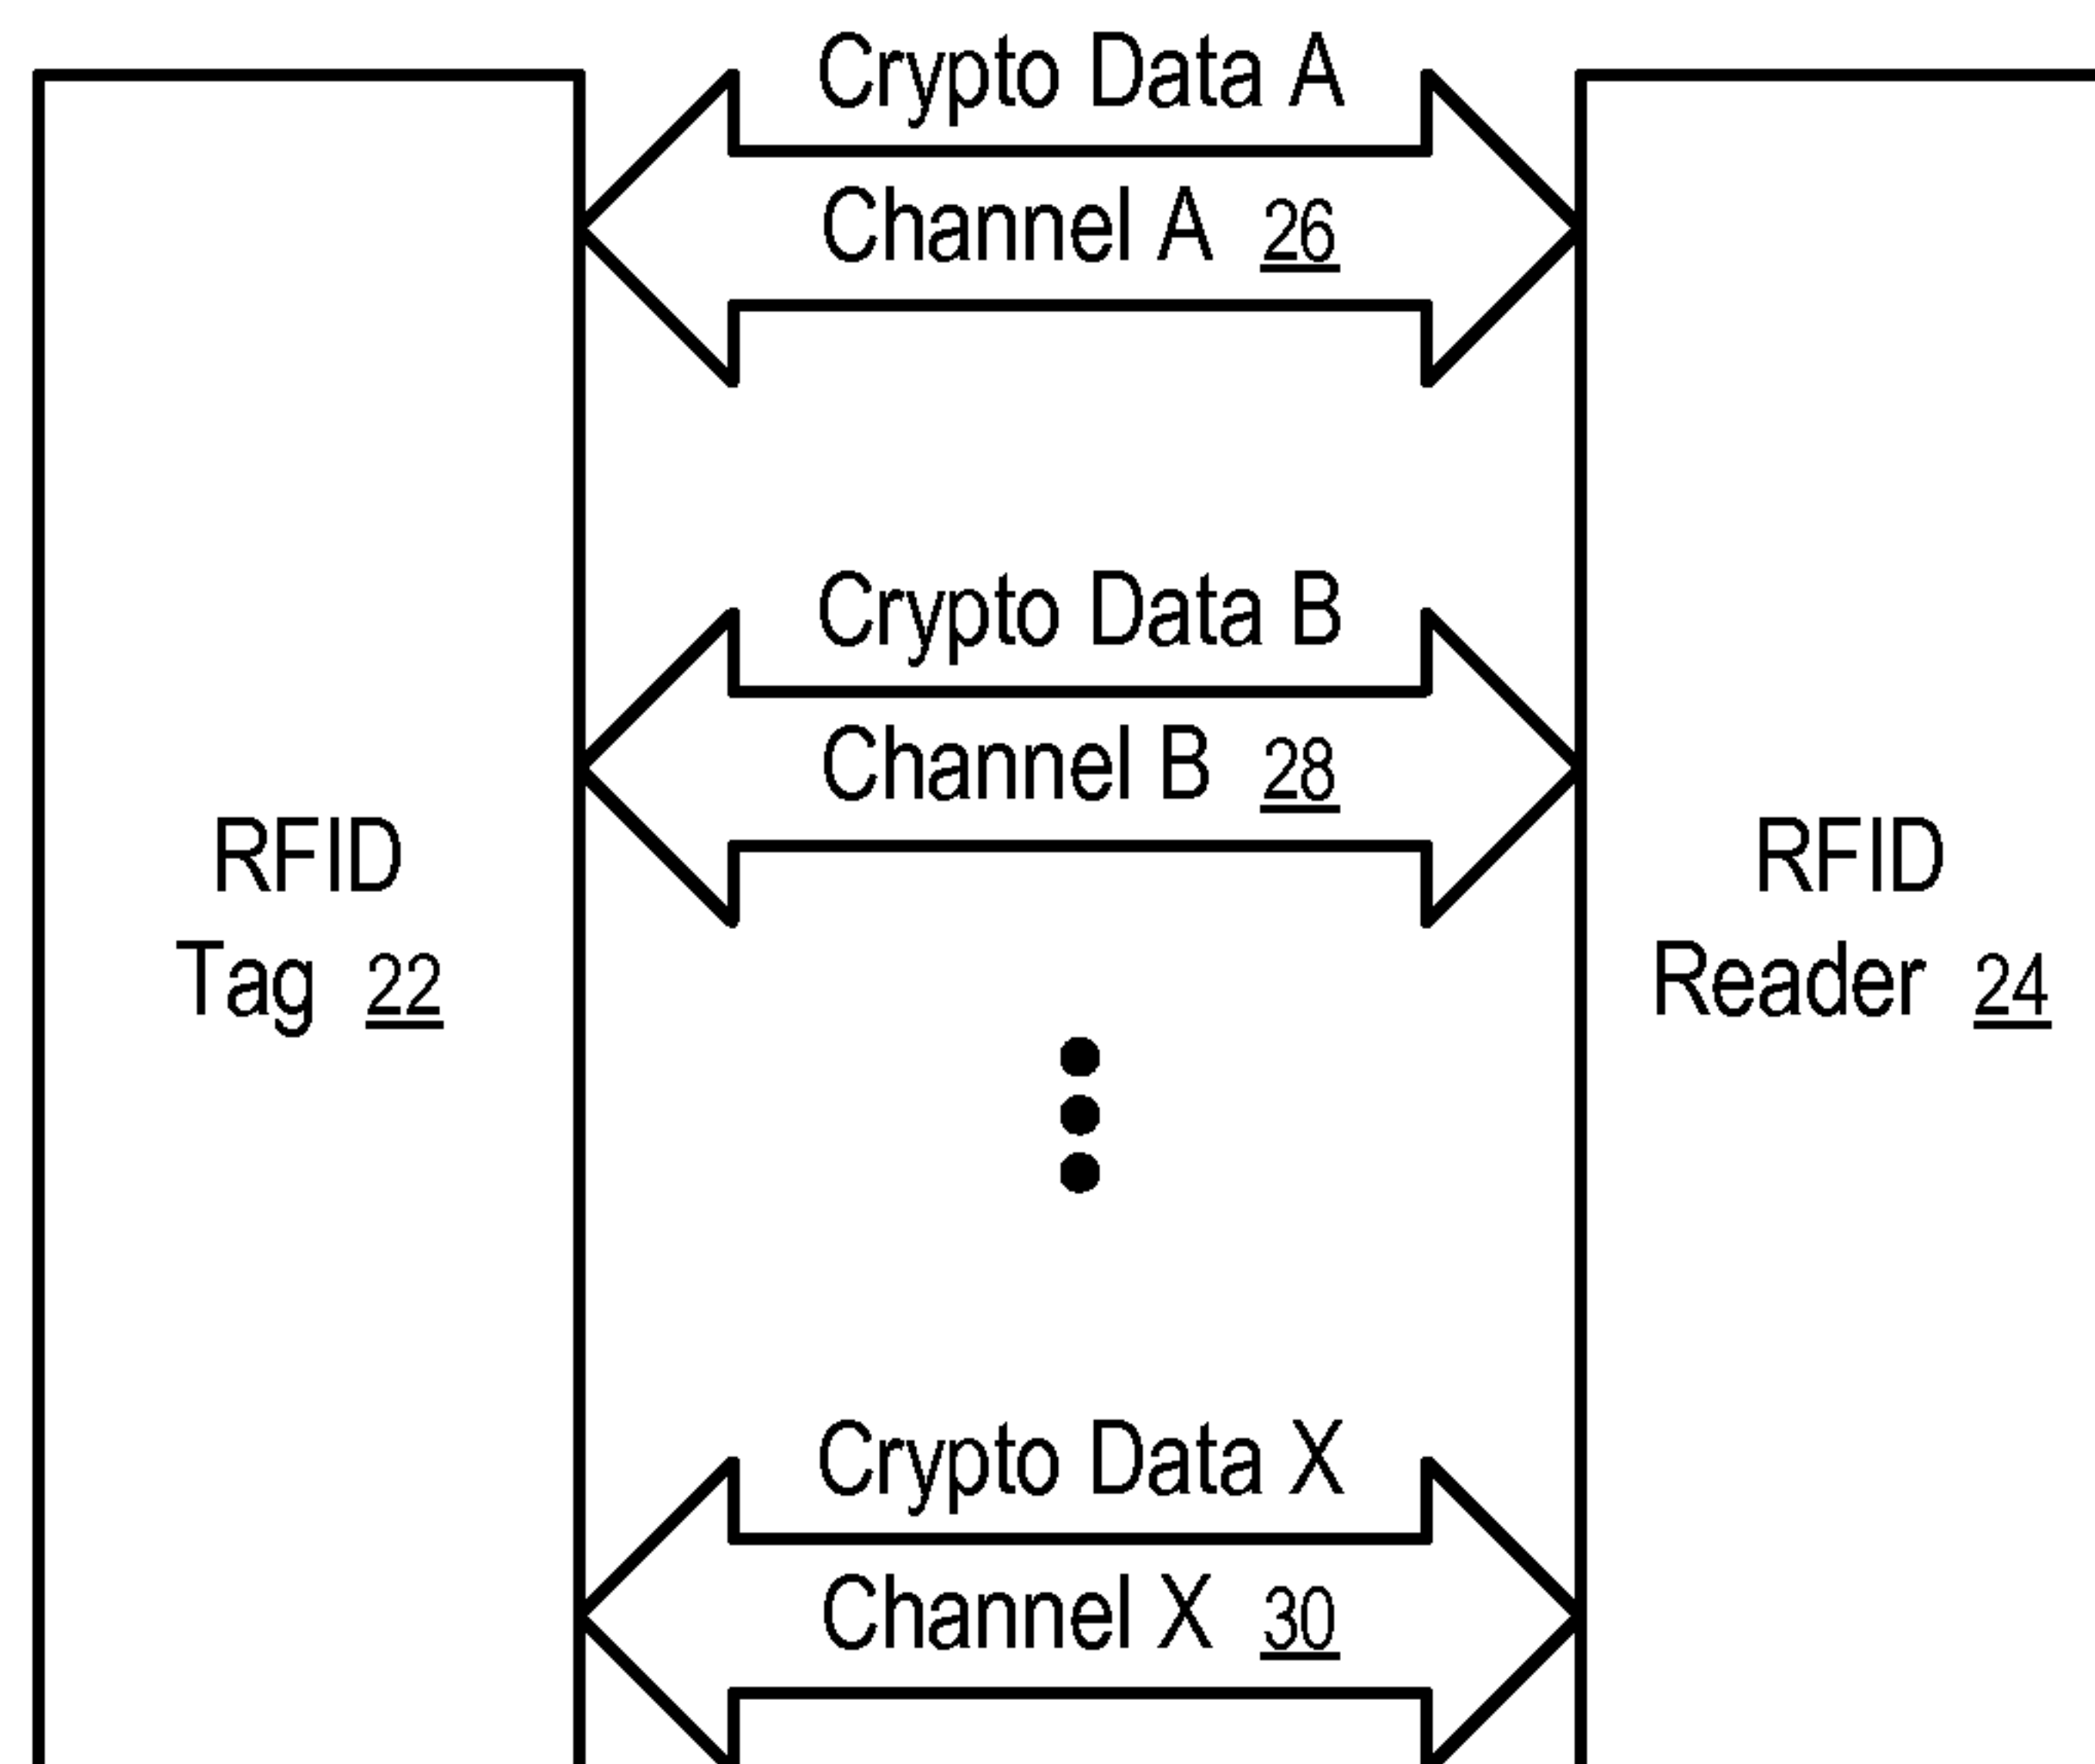 Crypto Data A
Channel A 26
Crypto Data B
Channel B 28
RFID
Tag 22
RFID
Reader 24
Crypto Data X
Channel X 30